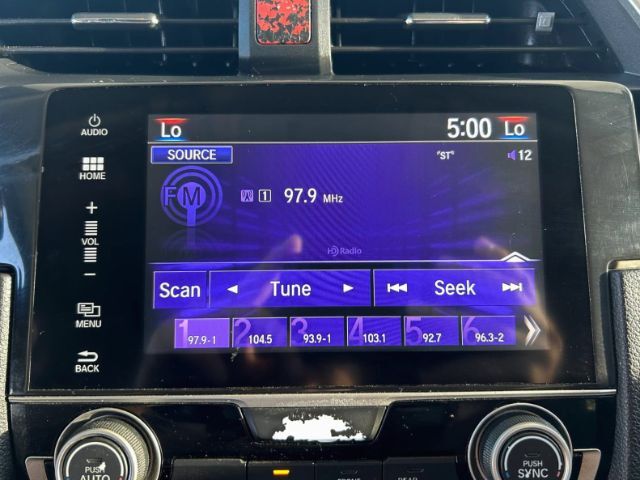 AUDIO
HOME
+
VOL
−
MENU
BACK
Lo 5:00 Lo
SOURCE "ST" 12
FM 1 97.9 MHz
HD Radio
Scan Tune Seek
1 97.9-1
2 104.5
3 93.9-1
4 103.1
5 92.7
6 96.3-2
PUSH
AUTO
PUSH
SYNC
FRONT REAR